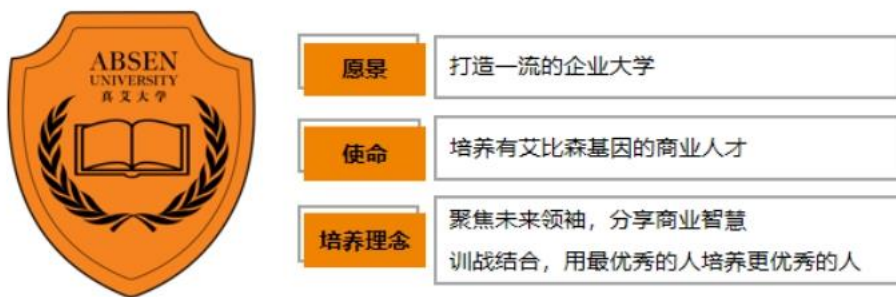 ABSEN
UNIVERSITY
真艾大学
愿景
打造一流的企业大学
使命
培养有艾比森基因的商业人才
培养理念
聚焦未来领袖，分享商业智慧
训战结合，用最优秀的人培养更优秀的人